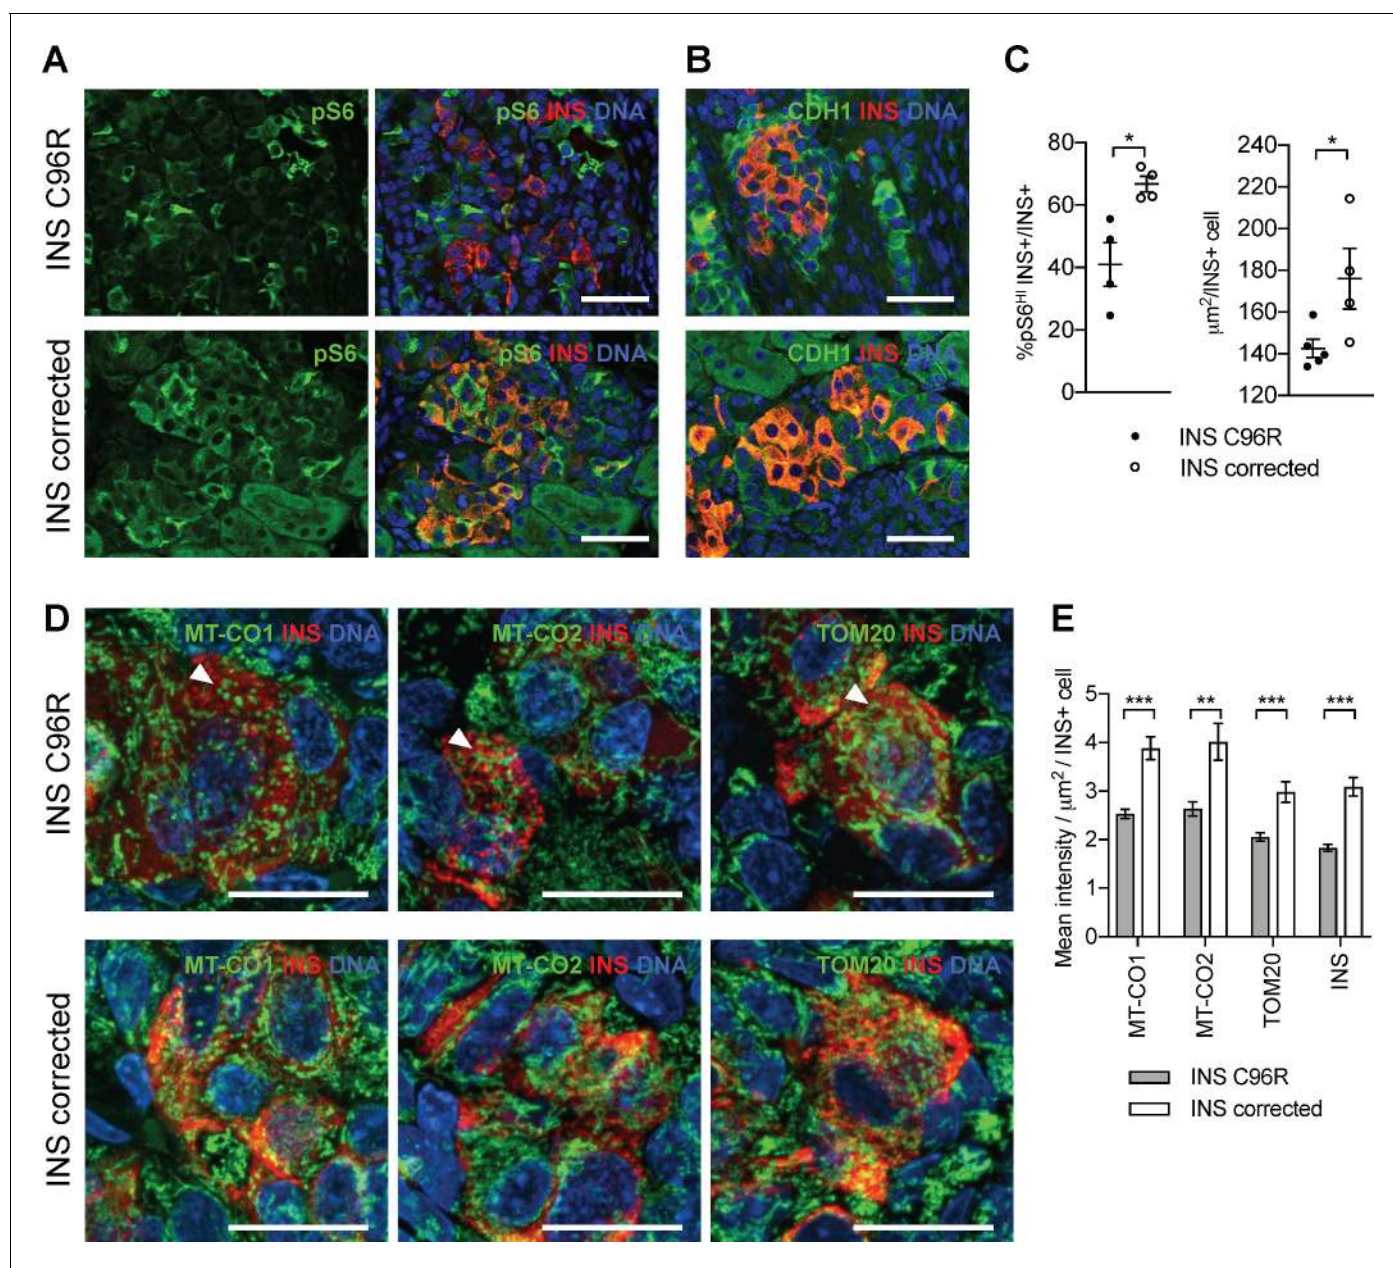 A
B
C
INS C96R
pS6
pS6 INS DNA
CDH1 INS DNA
INS corrected
pS6
pS6 INS DNA
CDH1 INS DNA
%pS6HI INS+/INS+
80
60
40
20
0
*
μm2/INS+ cell
240
220
200
180
160
140
120
*
INS C96R
INS corrected
D
INS C96R
MT-CO1 INS DNA
MT-CO2 INS DNA
TOM20 INS DNA
INS corrected
MT-CO1 INS DNA
MT-CO2 INS DNA
TOM20 INS DNA
E
Mean intensity / μm2 / INS+ cell
5
4
3
2
1
0
*** ** *** ***
MT-CO1
MT-CO2
TOM20
INS
INS C96R
INS corrected